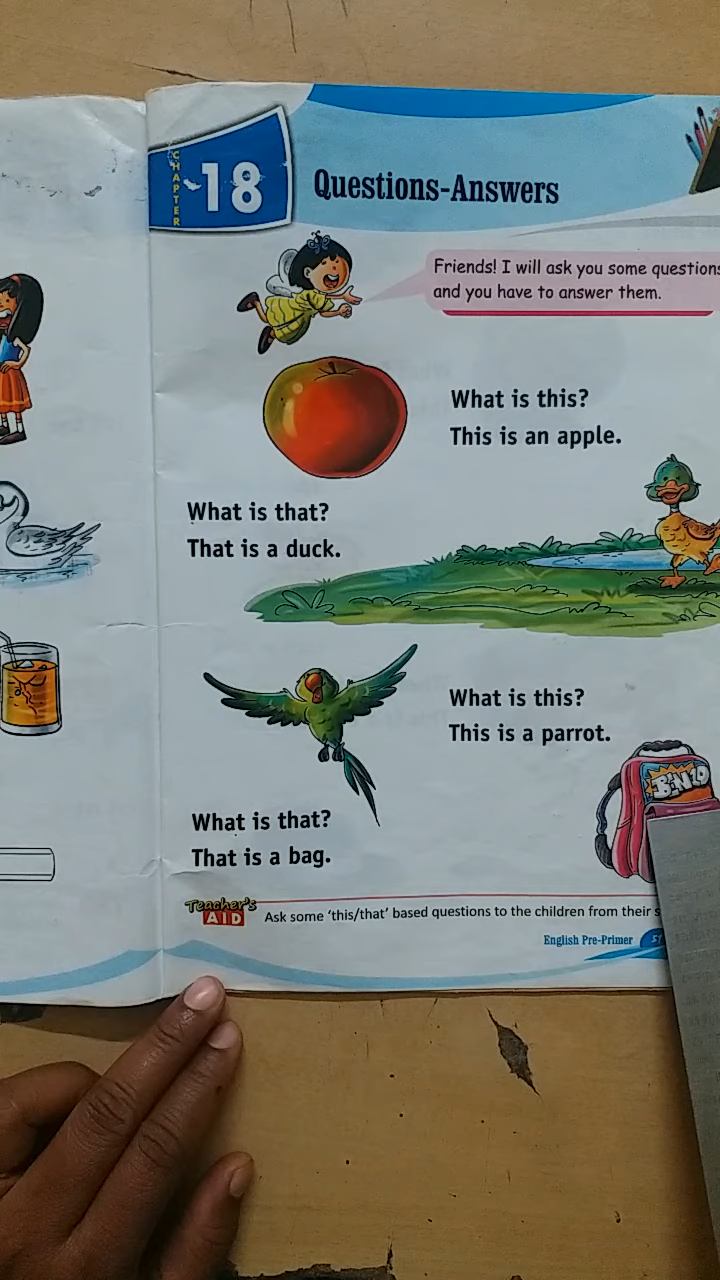 CHAPTER
18
Questions-Answers
Friends! I will ask you some questions
and you have to answer them.
What is this?
This is an apple.
What is that?
That is a duck.
What is this?
This is a parrot.
BINGO
What is that?
That is a bag.
Teacher's
AID
Ask some 'this/that' based questions to the children from their
English Pre-Primer
51